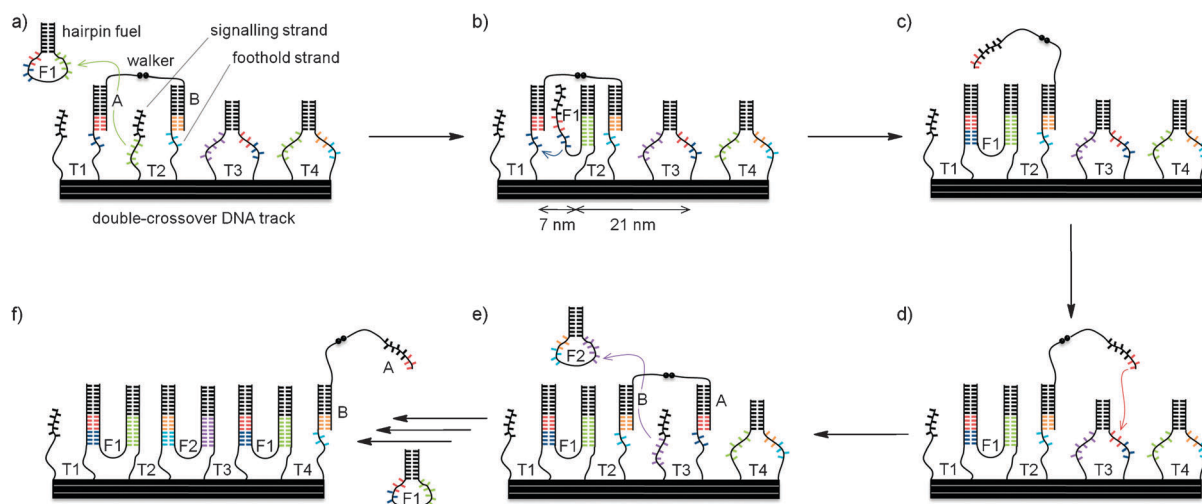 a)
hairpin fuel
F1
signalling strand
foothold strand
walker
A
B
T1
T2
T3
T4
double-crossover DNA track
b)
F1
T1
T2
T3
T4
7 nm
21 nm
c)
F1
T1
T2
T3
T4
d)
A
F1
T1
T2
T3
T4
e)
F2
B
A
F1
T1
T2
T3
T4
f)
A
B
F1
F2
F1
T1
T2
T3
T4
F1